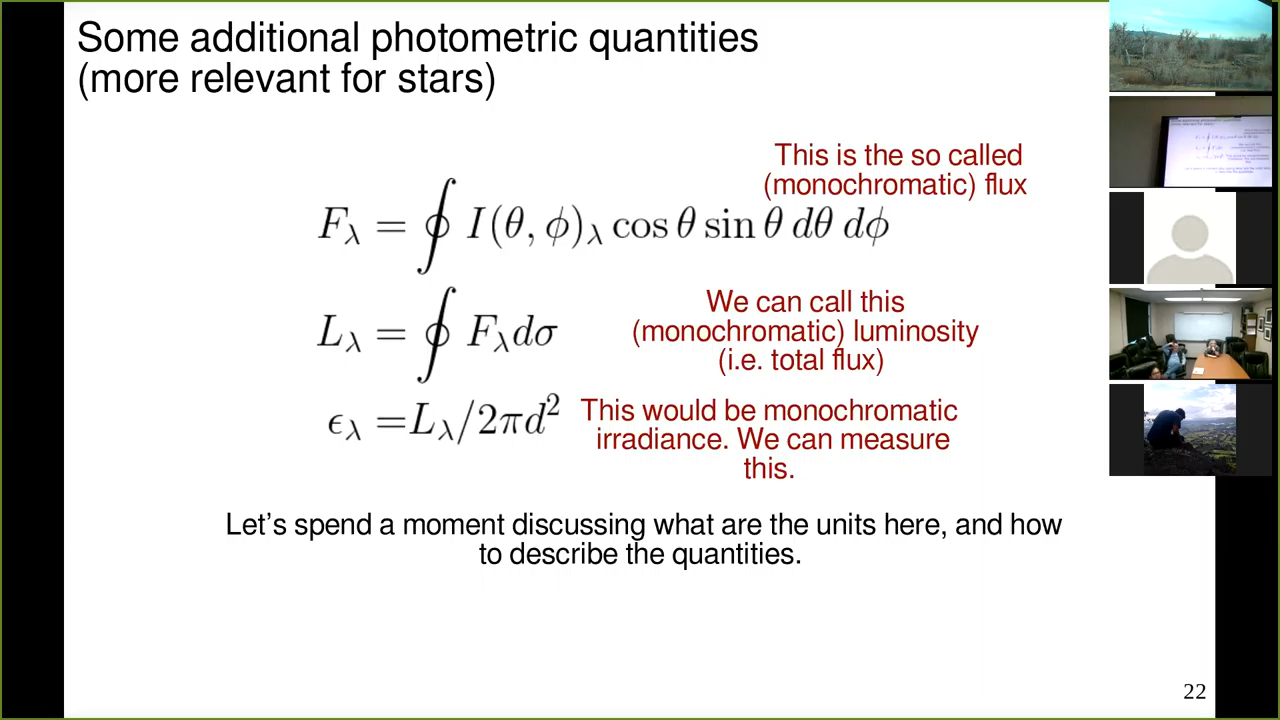 Some additional photometric quantities
(more relevant for stars)
This is the so called
(monochromatic) flux
F_λ = ∮ I(θ, ϕ)_λ cos θ sin θ dθ dϕ
We can call this
(monochromatic) luminosity
(i.e. total flux)
L_λ = ∮ F_λ dσ
ϵ_λ =L_λ/2πd²
This would be monochromatic
irradiance. We can measure
this.
Let's spend a moment discussing what are the units here, and how
to describe the quantities.
22